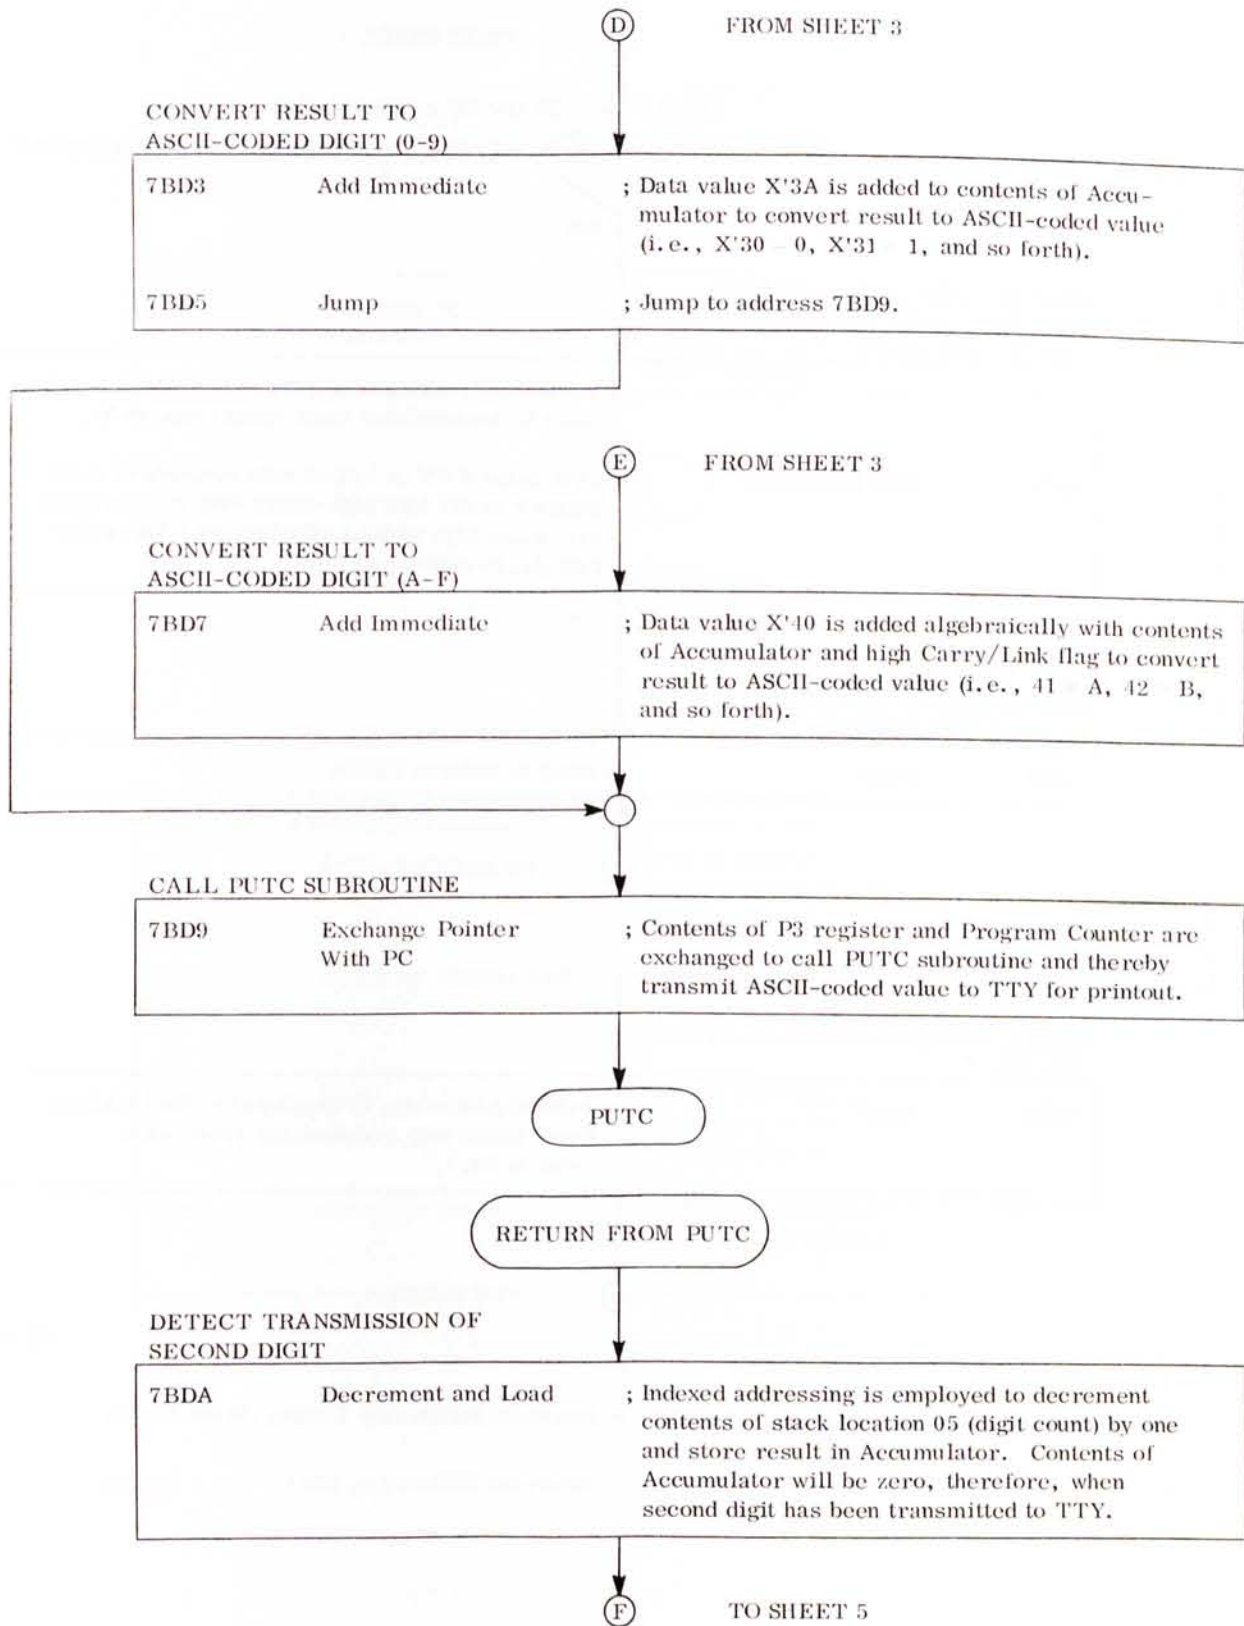 D FROM SHEET 3
CONVERT RESULT TO
ASCII-CODED DIGIT (0-9)
7BD3 Add Immediate ; Data value X'3A is added to contents of Accu-
mulator to convert result to ASCII-coded value
(i.e., X'30 = 0, X'31 = 1, and so forth).
7BD5 Jump ; Jump to address 7BD9.
E FROM SHEET 3
CONVERT RESULT TO
ASCII-CODED DIGIT (A-F)
7BD7 Add Immediate ; Data value X'40 is added algebraically with contents
of Accumulator and high Carry/Link flag to convert
result to ASCII-coded value (i.e., 41 = A, 42 = B,
and so forth).
CALL PUTC SUBROUTINE
7BD9 Exchange Pointer ; Contents of P3 register and Program Counter are
With PC exchanged to call PUTC subroutine and thereby
transmit ASCII-coded value to TTY for printout.
PUTC
RETURN FROM PUTC
DETECT TRANSMISSION OF
SECOND DIGIT
7BDA Decrement and Load ; Indexed addressing is employed to decrement
contents of stack location 05 (digit count) by one
and store result in Accumulator. Contents of
Accumulator will be zero, therefore, when
second digit has been transmitted to TTY.
F TO SHEET 5